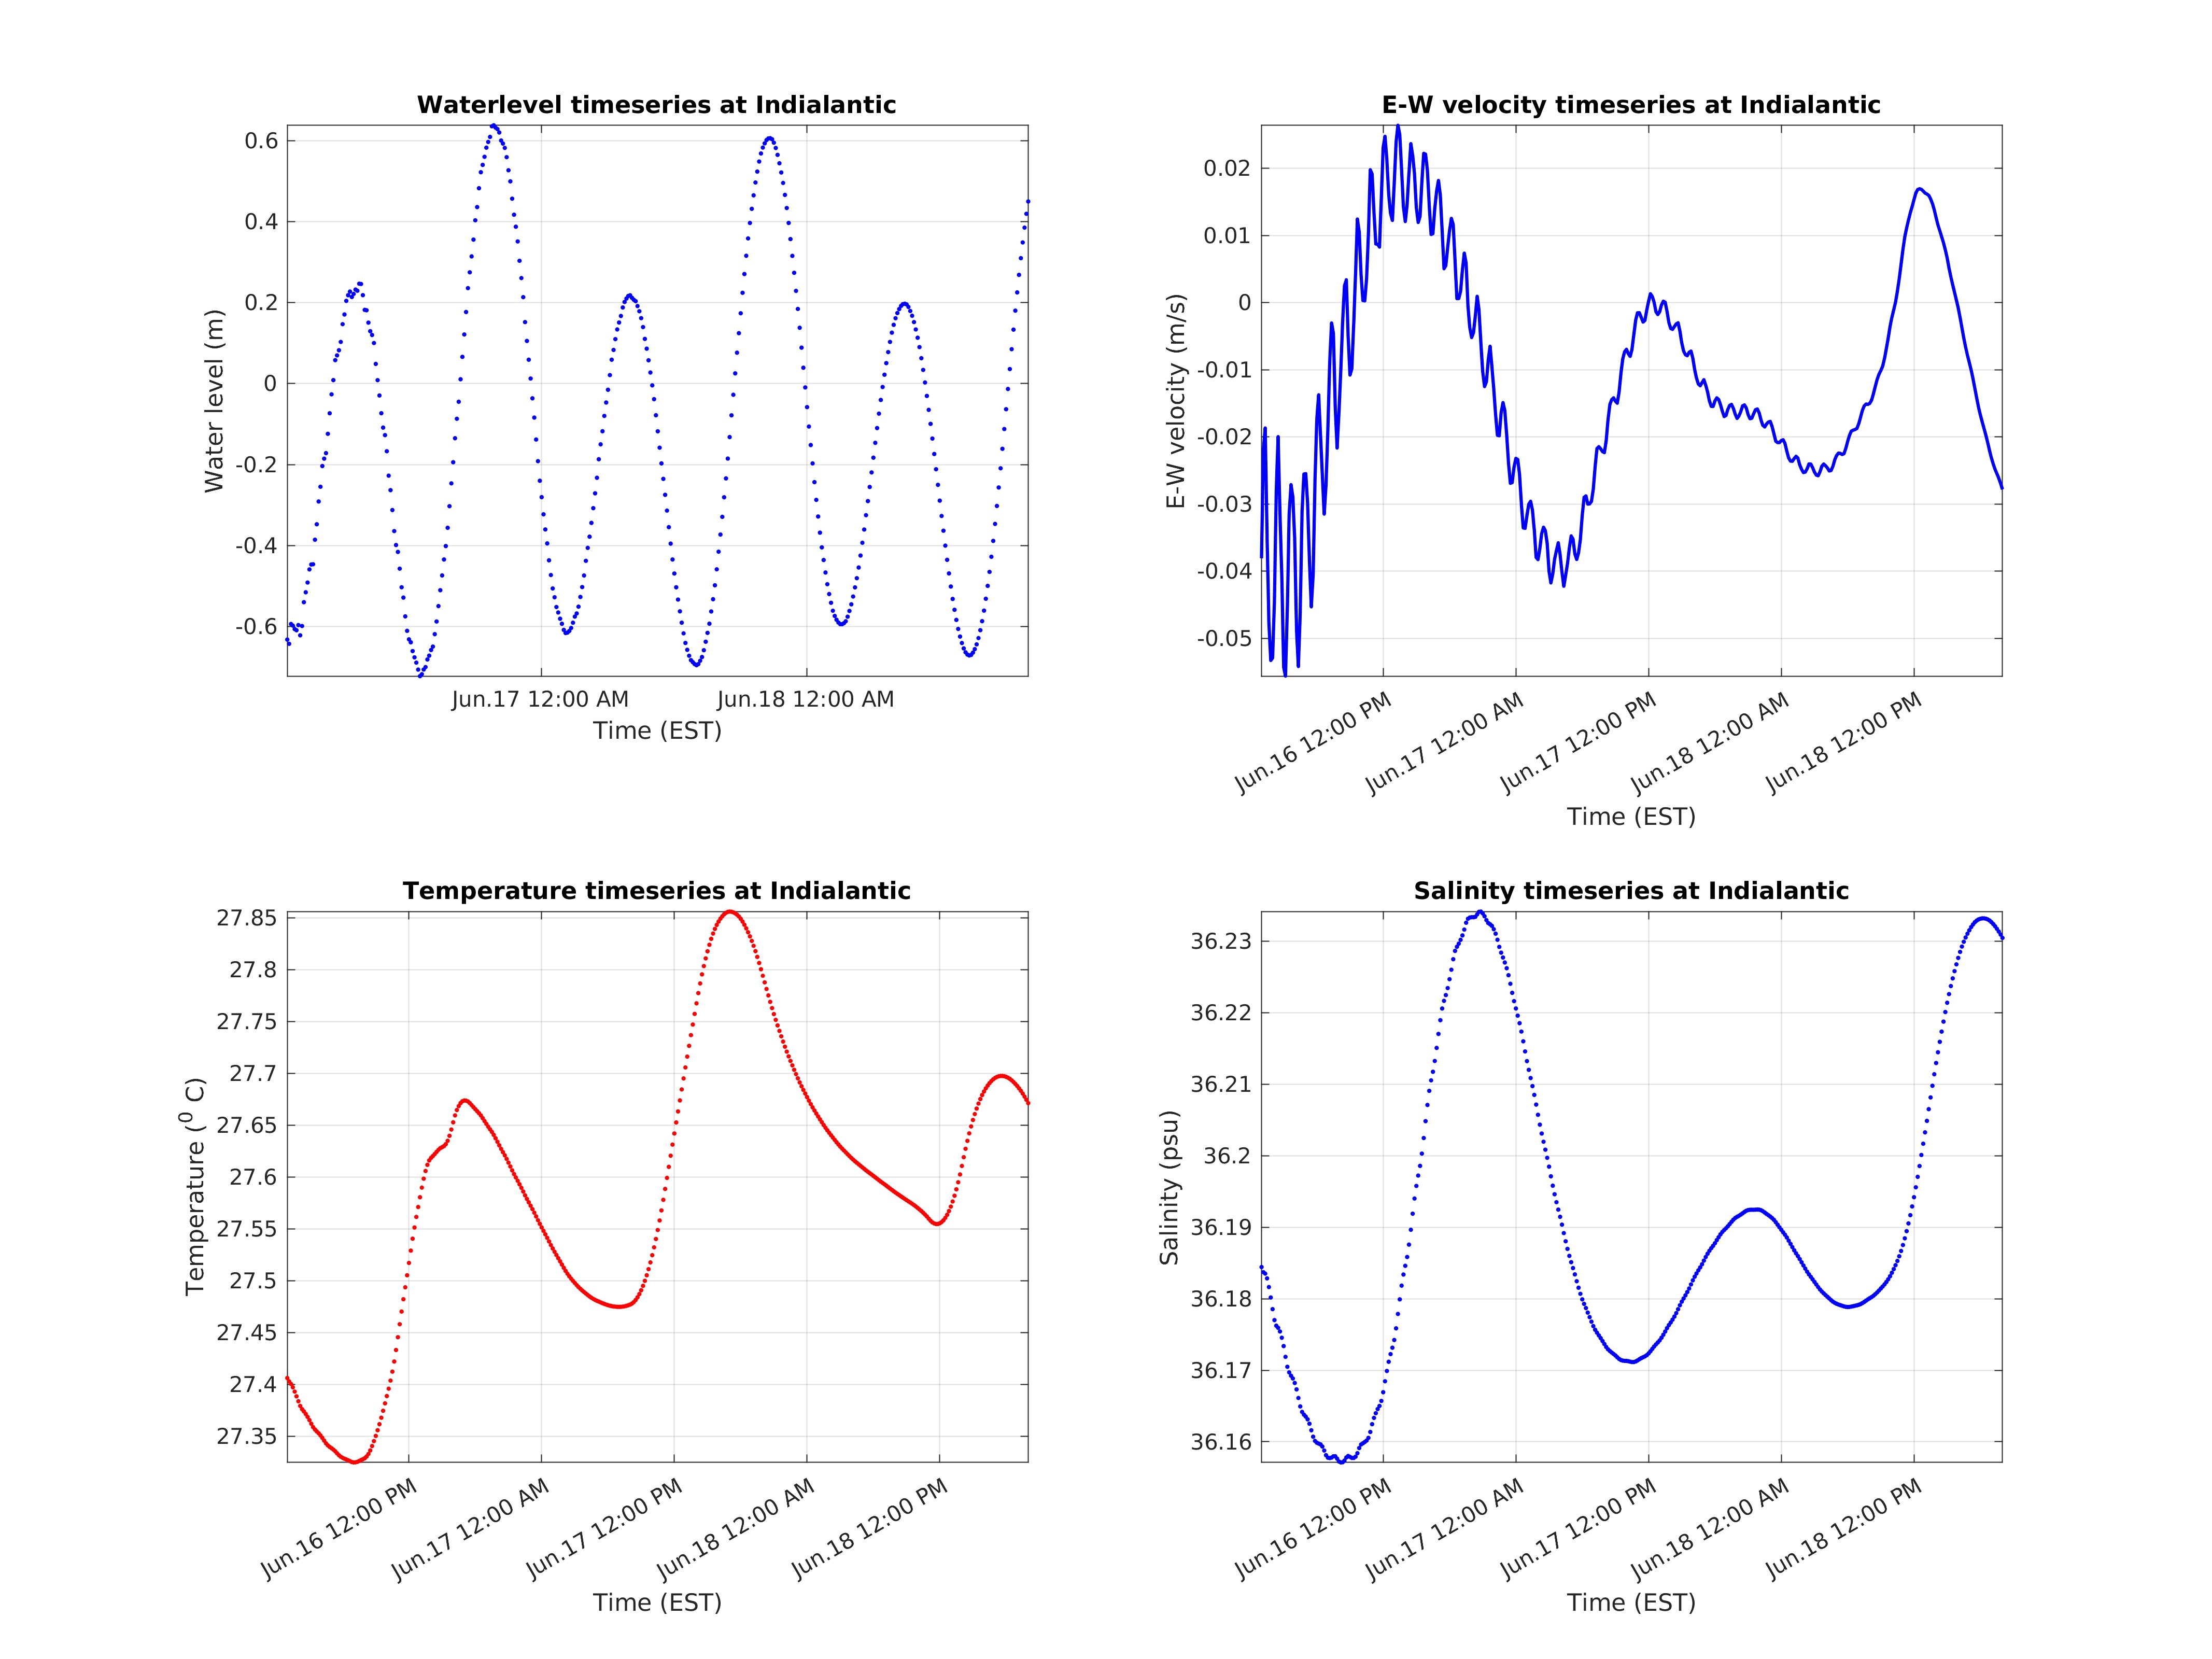 Waterlevel timeseries at Indialantic
0.6
0.4
0.2
0
-0.2
-0.4
-0.6
Water level (m)
Jun.17 12:00 AM
Jun.18 12:00 AM
Time (EST)
E-W velocity timeseries at Indialantic
0.02
0.01
0
-0.01
-0.02
-0.03
-0.04
-0.05
E-W velocity (m/s)
Jun.16 12:00 PM
Jun.17 12:00 AM
Jun.17 12:00 PM
Jun.18 12:00 AM
Jun.18 12:00 PM
Time (EST)
Temperature timeseries at Indialantic
27.85
27.8
27.75
27.7
27.65
27.6
27.55
27.5
27.45
27.4
27.35
Temperature (⁰ C)
Jun.16 12:00 PM
Jun.17 12:00 AM
Jun.17 12:00 PM
Jun.18 12:00 AM
Jun.18 12:00 PM
Time (EST)
Salinity timeseries at Indialantic
36.23
36.22
36.21
36.2
36.19
36.18
36.17
36.16
Salinity (psu)
Jun.16 12:00 PM
Jun.17 12:00 AM
Jun.17 12:00 PM
Jun.18 12:00 AM
Jun.18 12:00 PM
Time (EST)